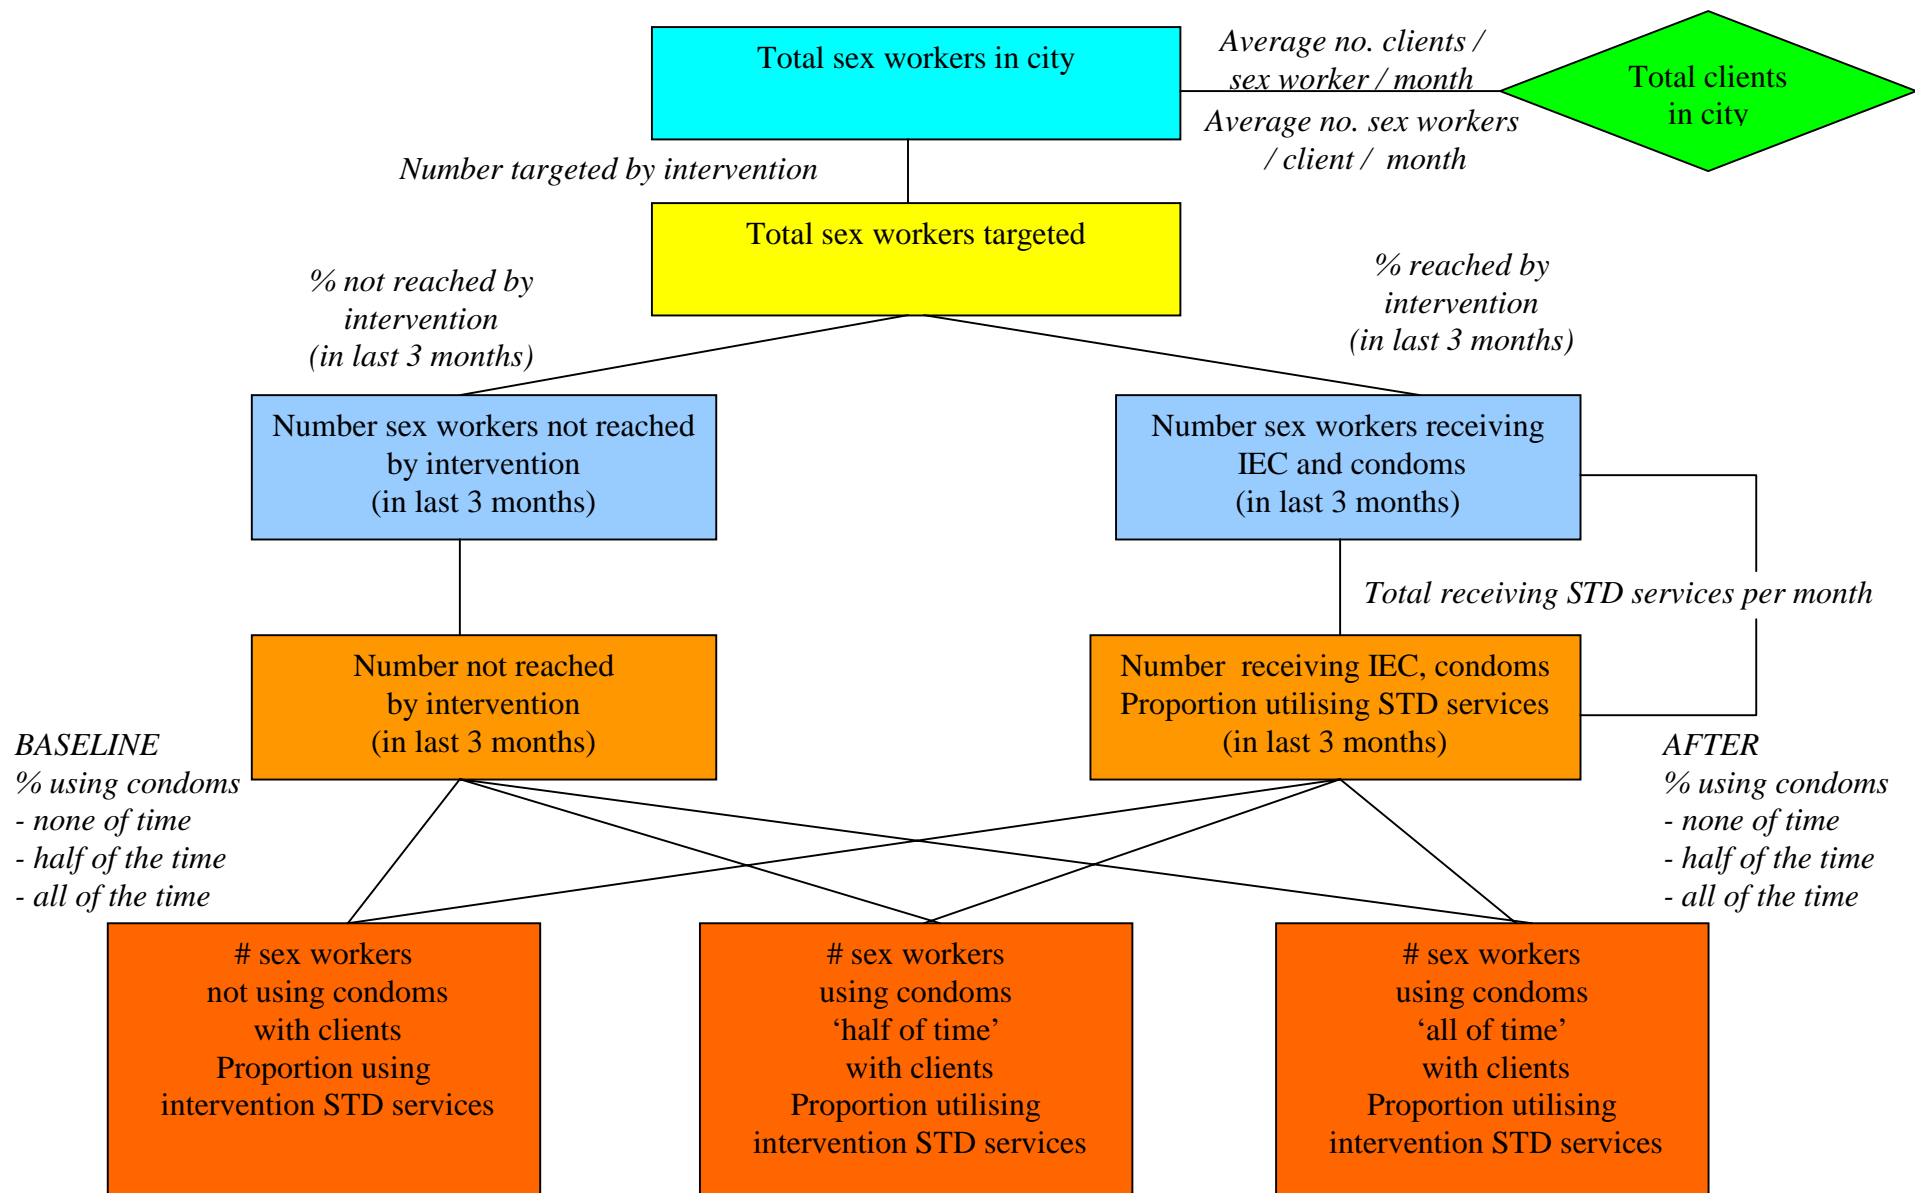 Total sex workers in city
Average no. clients /
sex worker / month
Average no. sex workers
/ client / month
Total clients
in city
Number targeted by intervention
Total sex workers targeted
% not reached by
intervention
(in last 3 months)
% reached by
intervention
(in last 3 months)
Number sex workers not reached
by intervention
(in last 3 months)
Number sex workers receiving
IEC and condoms
(in last 3 months)
Total receiving STD services per month
Number not reached
by intervention
(in last 3 months)
Number receiving IEC, condoms
Proportion utilising STD services
(in last 3 months)
BASELINE
% using condoms
- none of time
- half of the time
- all of the time
AFTER
% using condoms
- none of time
- half of the time
- all of the time
# sex workers
not using condoms
with clients
Proportion using
intervention STD services
# sex workers
using condoms
‘half of time’
with clients
Proportion utilising
intervention STD services
# sex workers
using condoms
‘all of time’
with clients
Proportion utilising
intervention STD services